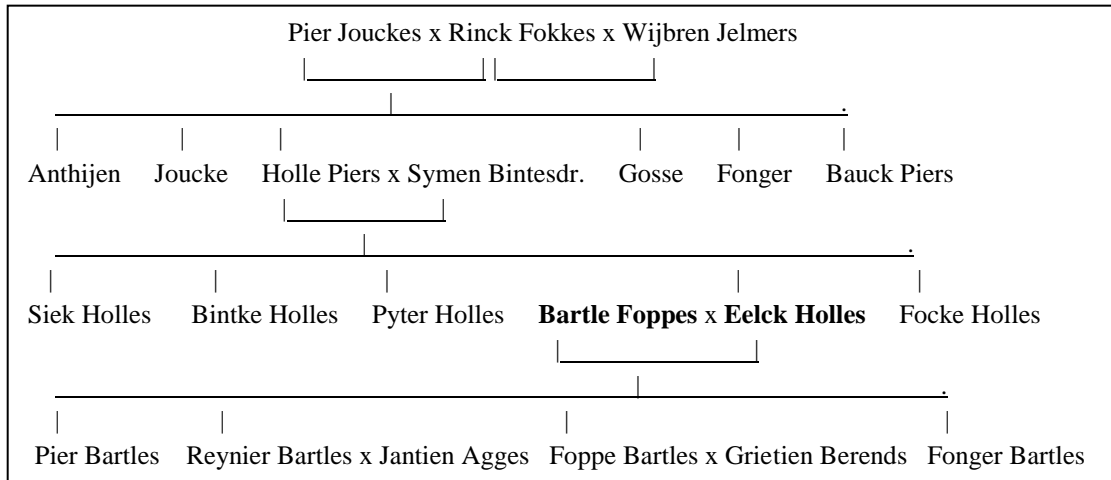 Pier Jouckes x Rinck Fokkes x Wijbren Jelmers
Anthijen Joucke Holle Piers x Symen Bintesdr. Gosse Fonger Bauck Piers
Siek Holles Bintke Holles Pyter Holles Bartle Foppes x Eelck Holles Focke Holles
Pier Bartles Reynier Bartles x Jantien Agges Foppe Bartles x Grietien Berends Fonger Bartles